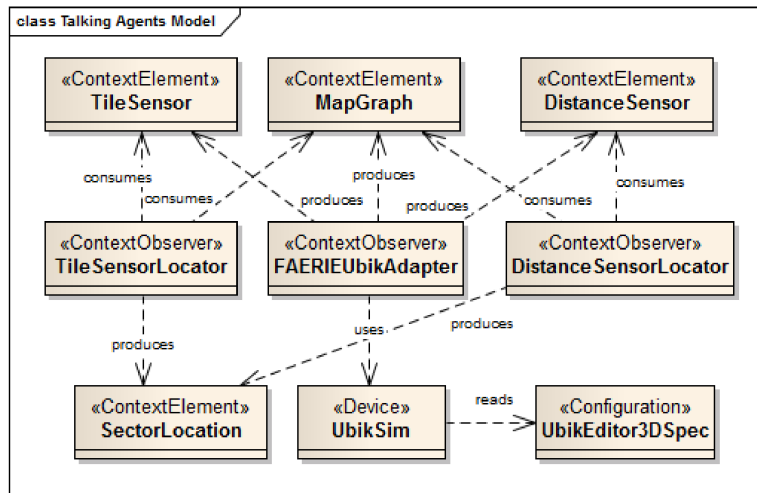 class Talking Agents Model
«ContextElement»
TileSensor
«ContextElement»
MapGraph
«ContextElement»
DistanceSensor
consumes
consumes
produces
produces
produces
consumes
consumes
«ContextObserver»
TileSensorLocator
«ContextObserver»
FAERIEUbikAdapter
«ContextObserver»
DistanceSensorLocator
produces
uses
produces
«ContextElement»
SectorLocation
«Device»
UbikSim
reads
«Configuration»
UbikEditor3DSpec